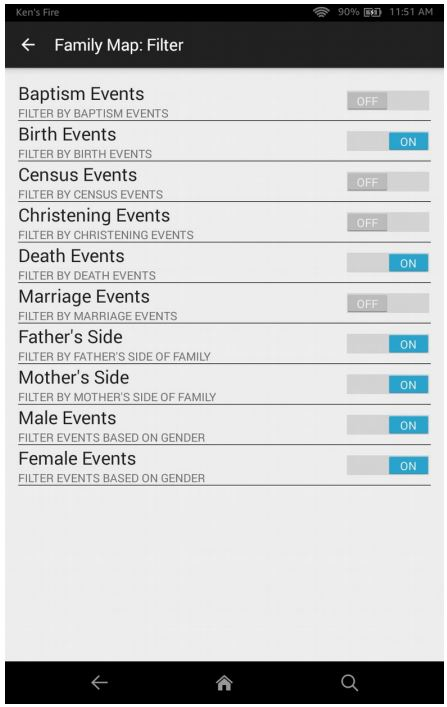 Ken's Fire 90% 11:51 AM
Family Map: Filter
Baptism Events OFF
FILTER BY BAPTISM EVENTS
Birth Events ON
FILTER BY BIRTH EVENTS
Census Events OFF
FILTER BY CENSUS EVENTS
Christening Events OFF
FILTER BY CHRISTENING EVENTS
Death Events ON
FILTER BY DEATH EVENTS
Marriage Events OFF
FILTER BY MARRIAGE EVENTS
Father's Side ON
FILTER BY FATHER'S SIDE OF FAMILY
Mother's Side ON
FILTER BY MOTHER'S SIDE OF FAMILY
Male Events ON
FILTER EVENTS BASED ON GENDER
Female Events ON
FILTER EVENTS BASED ON GENDER